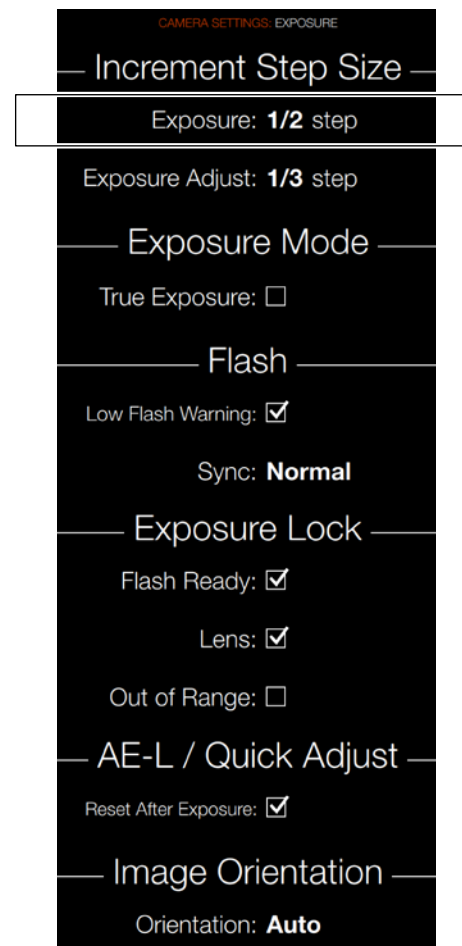 CAMERA SETTINGS: EXPOSURE
Increment Step Size
Exposure: 1/2 step
Exposure Adjust: 1/3 step
Exposure Mode
True Exposure:
Flash
Low Flash Warning:
Sync: Normal
Exposure Lock
Flash Ready:
Lens:
Out of Range:
AE-L / Quick Adjust
Reset After Exposure:
Image Orientation
Orientation: Auto